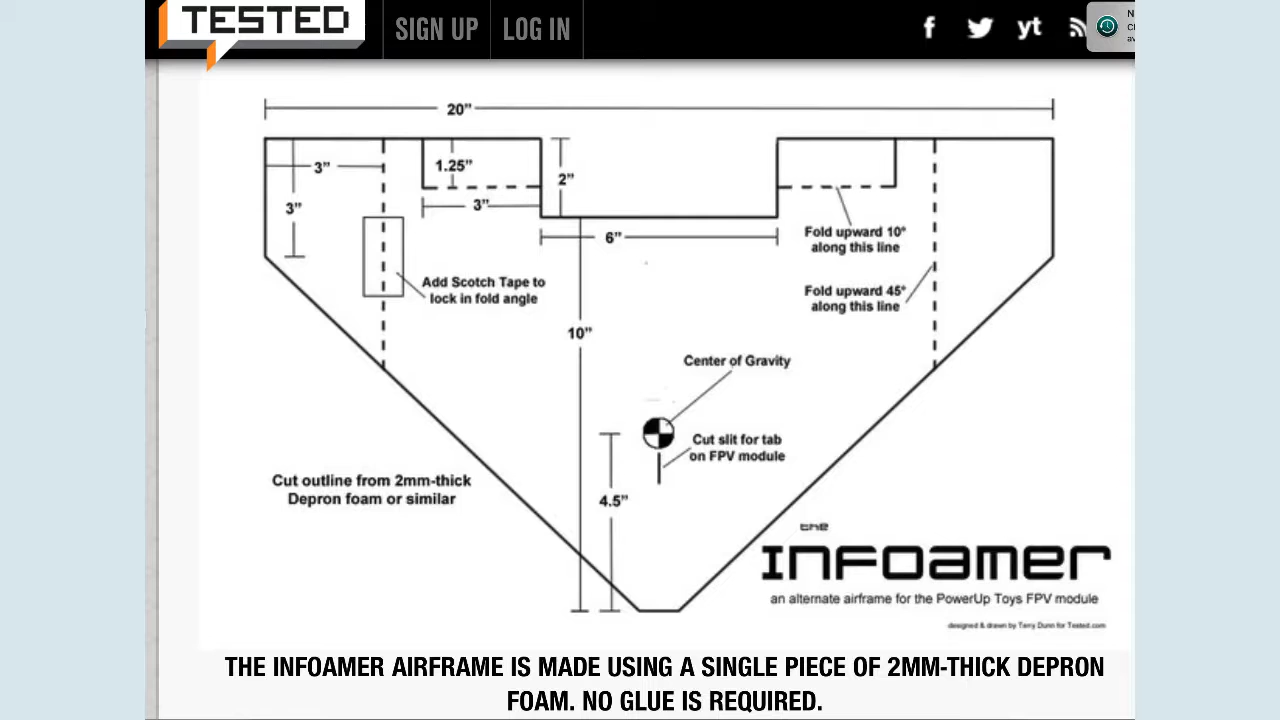 TESTED
SIGN UP
LOG IN
f
yt
N
20”
3”
1.25”
2”
3”
3”
6”
Fold upward 10°
along this line
Add Scotch Tape to
lock in fold angle
Fold upward 45°
along this line
10”
Center of Gravity
Cut slit for tab
on FPV module
Cut outline from 2mm-thick
Depron foam or similar
4.5”
the
INFOAMER
an alternate airframe for the PowerUp Toys FPV module
designed & drawn by Terry Dunn for Tested.com
THE INFOAMER AIRFRAME IS MADE USING A SINGLE PIECE OF 2MM-THICK DEPRON
FOAM. NO GLUE IS REQUIRED.